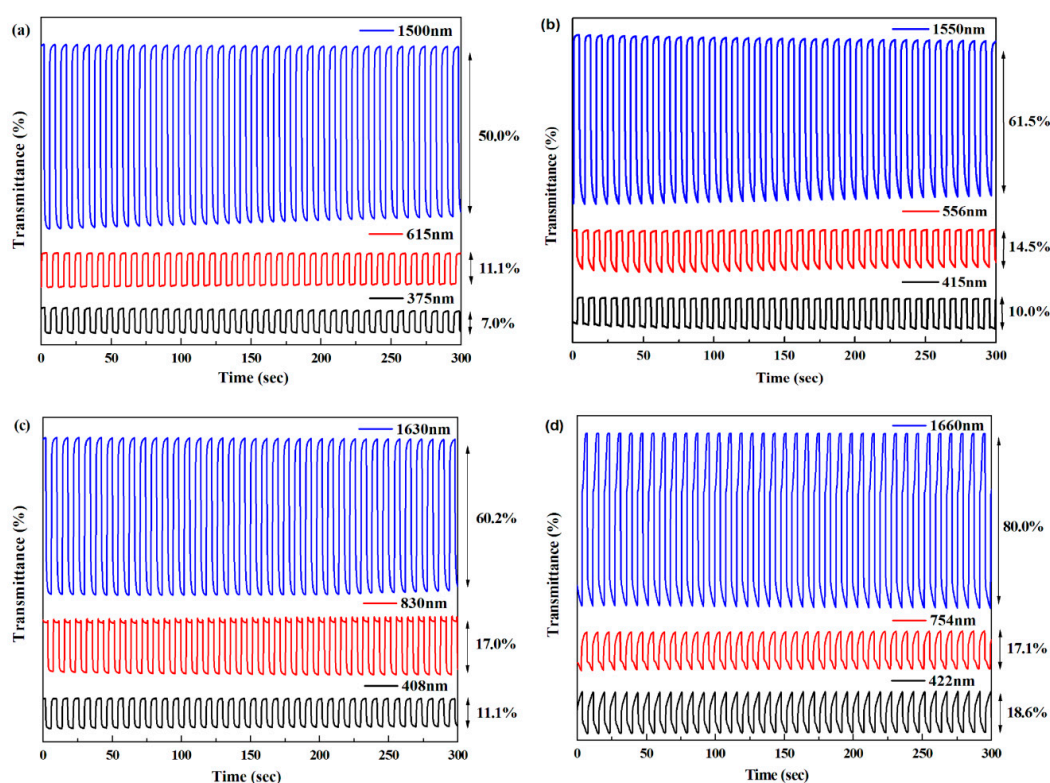 (a)
1500nm
50.0%
615nm
11.1%
375nm
7.0%
Transmittance (%)
0 50 100 150 200 250 300
Time (sec)
(b)
1550nm
61.5%
556nm
14.5%
415nm
10.0%
Transmittance (%)
0 50 100 150 200 250 300
Time (sec)
(c)
1630nm
60.2%
830nm
17.0%
408nm
11.1%
Transmittance (%)
0 50 100 150 200 250 300
Time (sec)
(d)
1660nm
80.0%
754nm
17.1%
422nm
18.6%
Transmittance (%)
0 50 100 150 200 250 300
Time (sec)